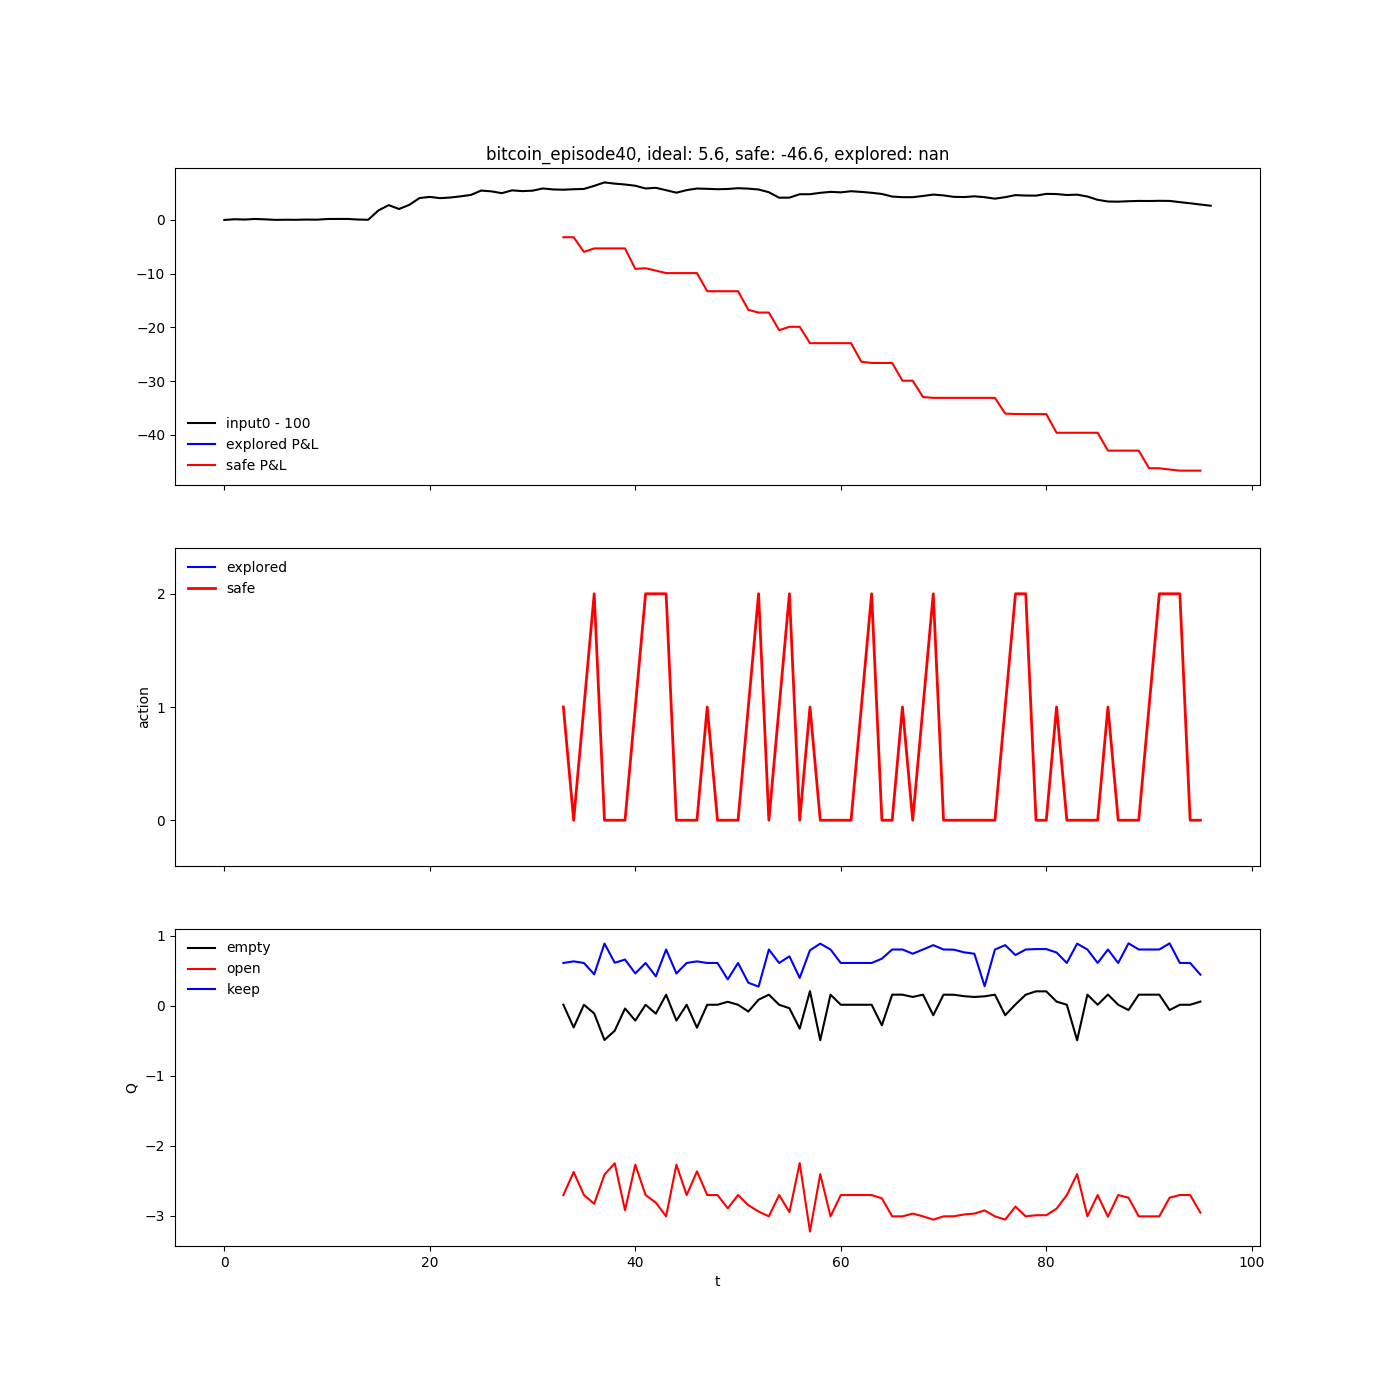 bitcoin_episode40, ideal: 5.6, safe: -46.6, explored: nan
0
−10
−20
−30
−40
input0 - 100
explored P&L
safe P&L
2
1
0
action
explored
safe
1
0
−1
−2
−3
Q
empty
open
keep
0 20 40 60 80 100
t